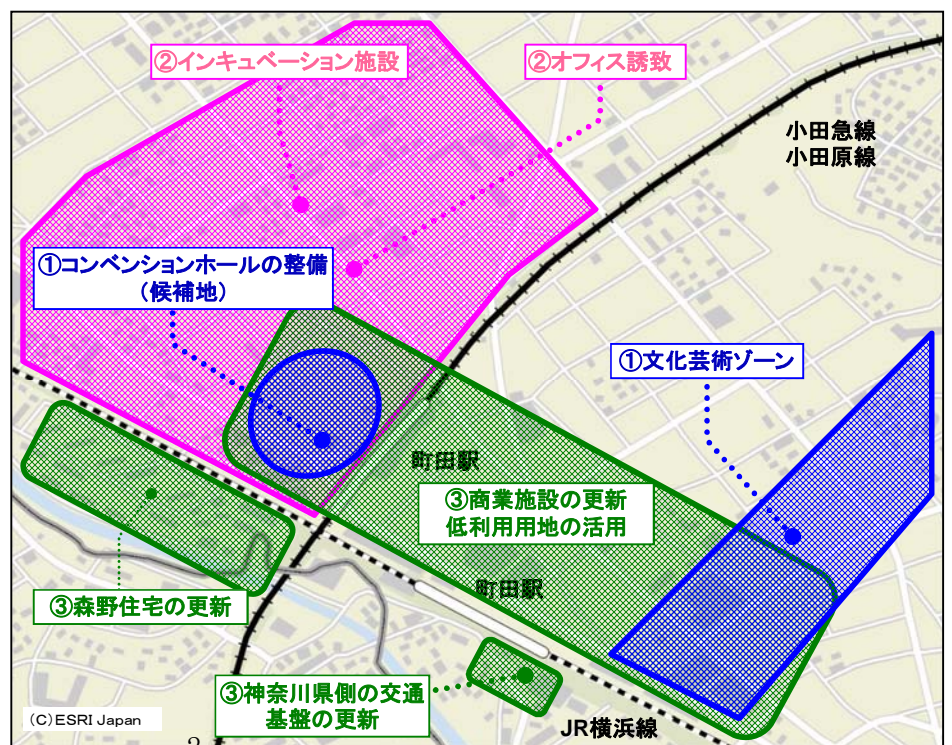 ②インキュベーション施設
②オフィス誘致
小田急線
小田原線
①コンベンションホールの整備
(候補地)
①文化芸術ゾーン
町田駅
③商業施設の更新
低利用用地の活用
町田駅
③森野住宅の更新
③神奈川県側の交通
基盤の更新
(C)ESRI Japan
JR横浜線